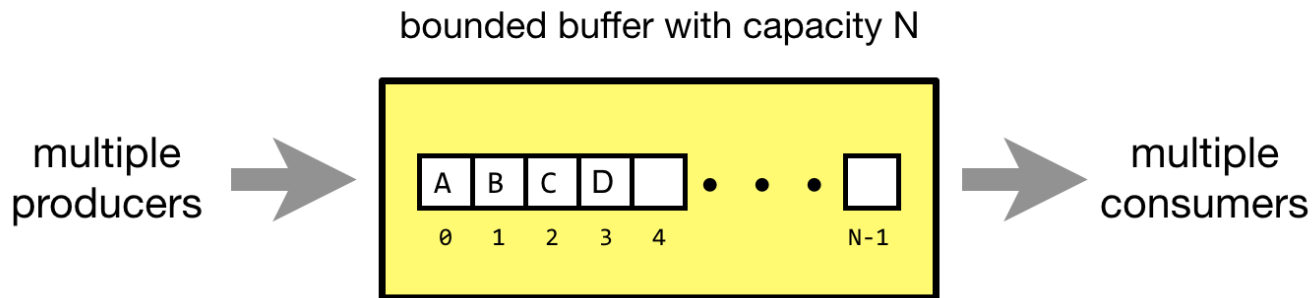 bounded buffer with capacity N
multiple
producers
A B C D
0 1 2 3 4 N-1
multiple
consumers